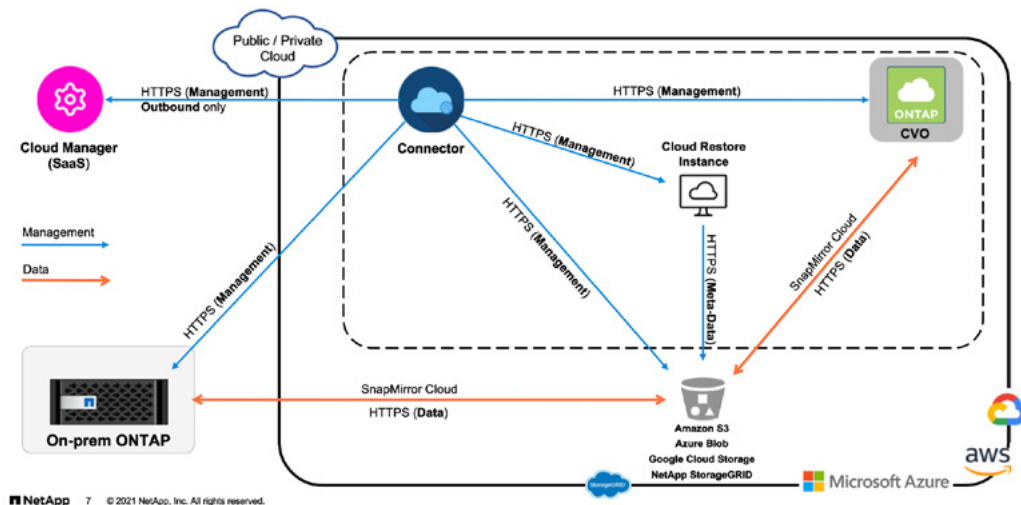 Public / Private
Cloud
HTTPS (Management)
Outbound only
Cloud Manager
(SaaS)
Connector
HTTPS (Management)
ONTAP
CVO
HTTPS (Management)
Cloud Restore
Instance
Management
Data
HTTPS (Management)
HTTPS (Management)
HTTPS (Meta-Data)
SnapMirror Cloud
HTTPS (Data)
On-prem ONTAP
SnapMirror Cloud
HTTPS (Data)
Amazon S3
Azure Blob
Google Cloud Storage
NetApp StorageGRID
StorageGRID
Microsoft Azure
aws
NetApp 7 © 2021 NetApp, Inc. All rights reserved.